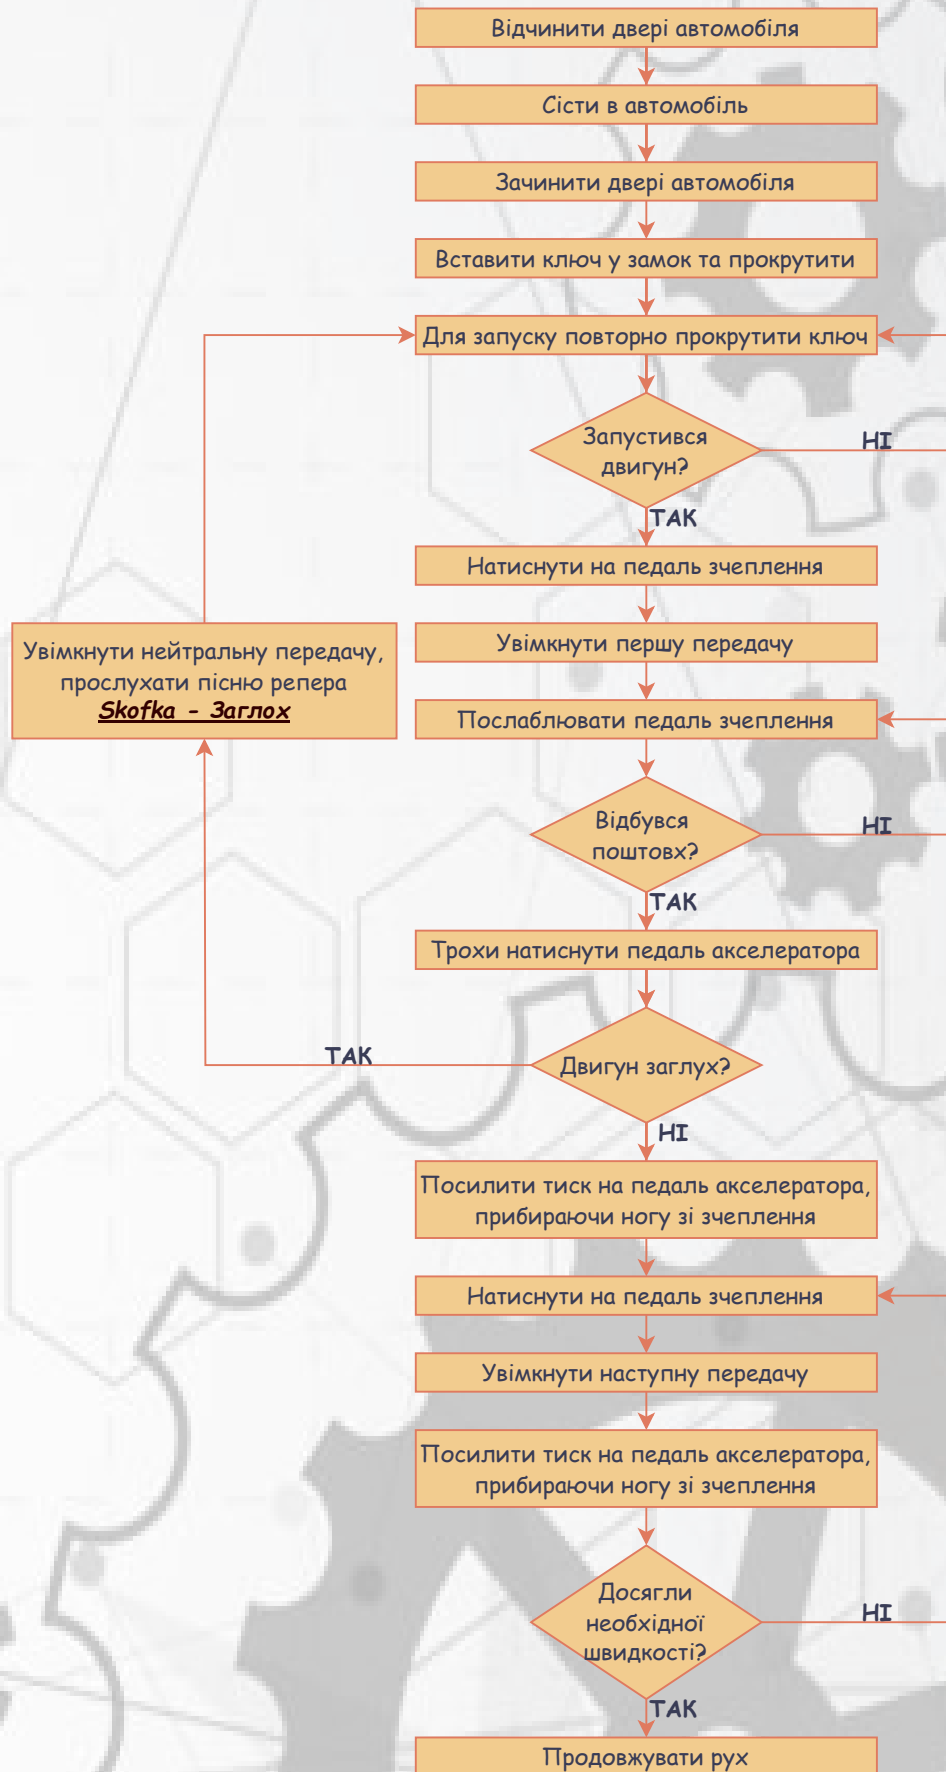 Відчинити двері автомобіля
Сісти в автомобіль
Зачинити двері автомобіля
Вставити ключ у замок та прокрутити
Для запуску повторно прокрутити ключ
Запустився
двигун?
НІ
ТАК
Натиснути на педаль зчеплення
Увімкнути першу передачу
Увімкнути нейтральну передачу,
прослухати пісню репера
Skofka - Заглох
Послаблювати педаль зчеплення
Відбувся
поштовх?
НІ
ТАК
Трохи натиснути педаль акселератора
Двигун заглух?
ТАК
НІ
Посилити тиск на педаль акселератора,
прибираючи ногу зі зчеплення
Натиснути на педаль зчеплення
Увімкнути наступну передачу
Посилити тиск на педаль акселератора,
прибираючи ногу зі зчеплення
Досягли
необхідної
швидкості?
НІ
ТАК
Продовжувати рух